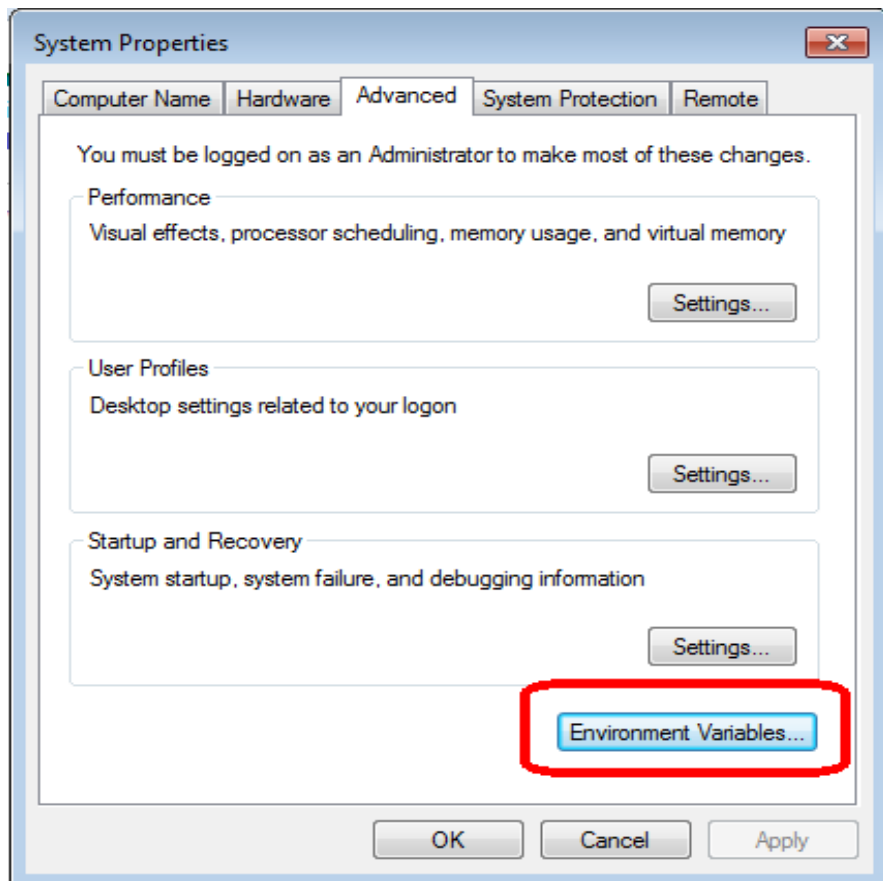 System Properties
Computer Name Hardware Advanced System Protection Remote
You must be logged on as an Administrator to make most of these changes.
Performance
Visual effects, processor scheduling, memory usage, and virtual memory
Settings...
User Profiles
Desktop settings related to your logon
Settings...
Startup and Recovery
System startup, system failure, and debugging information
Settings...
Environment Variables...
OK Cancel Apply